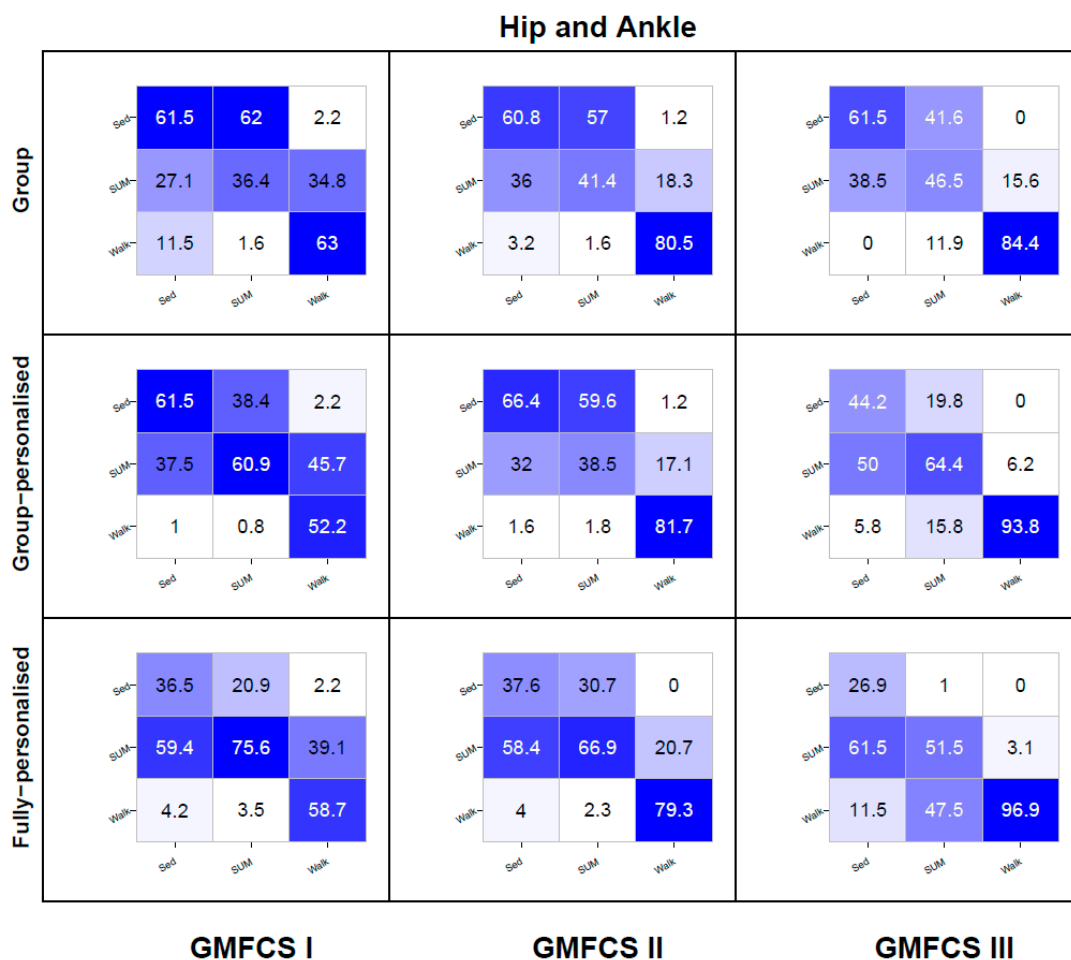 Hip and Ankle
Group
Sed 61.5 62 2.2
SUM 27.1 36.4 34.8
Walk 11.5 1.6 63
Sed SUM Walk
Sed 60.8 57 1.2
SUM 36 41.4 18.3
Walk 3.2 1.6 80.5
Sed SUM Walk
Sed 61.5 41.6 0
SUM 38.5 46.5 15.6
Walk 0 11.9 84.4
Sed SUM Walk
Group-personalised
Sed 61.5 38.4 2.2
SUM 37.5 60.9 45.7
Walk 1 0.8 52.2
Sed SUM Walk
Sed 66.4 59.6 1.2
SUM 32 38.5 17.1
Walk 1.6 1.8 81.7
Sed SUM Walk
Sed 44.2 19.8 0
SUM 50 64.4 6.2
Walk 5.8 15.8 93.8
Sed SUM Walk
Fully-personalised
Sed 36.5 20.9 2.2
SUM 59.4 75.6 39.1
Walk 4.2 3.5 58.7
Sed SUM Walk
Sed 37.6 30.7 0
SUM 58.4 66.9 20.7
Walk 4 2.3 79.3
Sed SUM Walk
Sed 26.9 1 0
SUM 61.5 51.5 3.1
Walk 11.5 47.5 96.9
Sed SUM Walk
GMFCS I
GMFCS II
GMFCS III